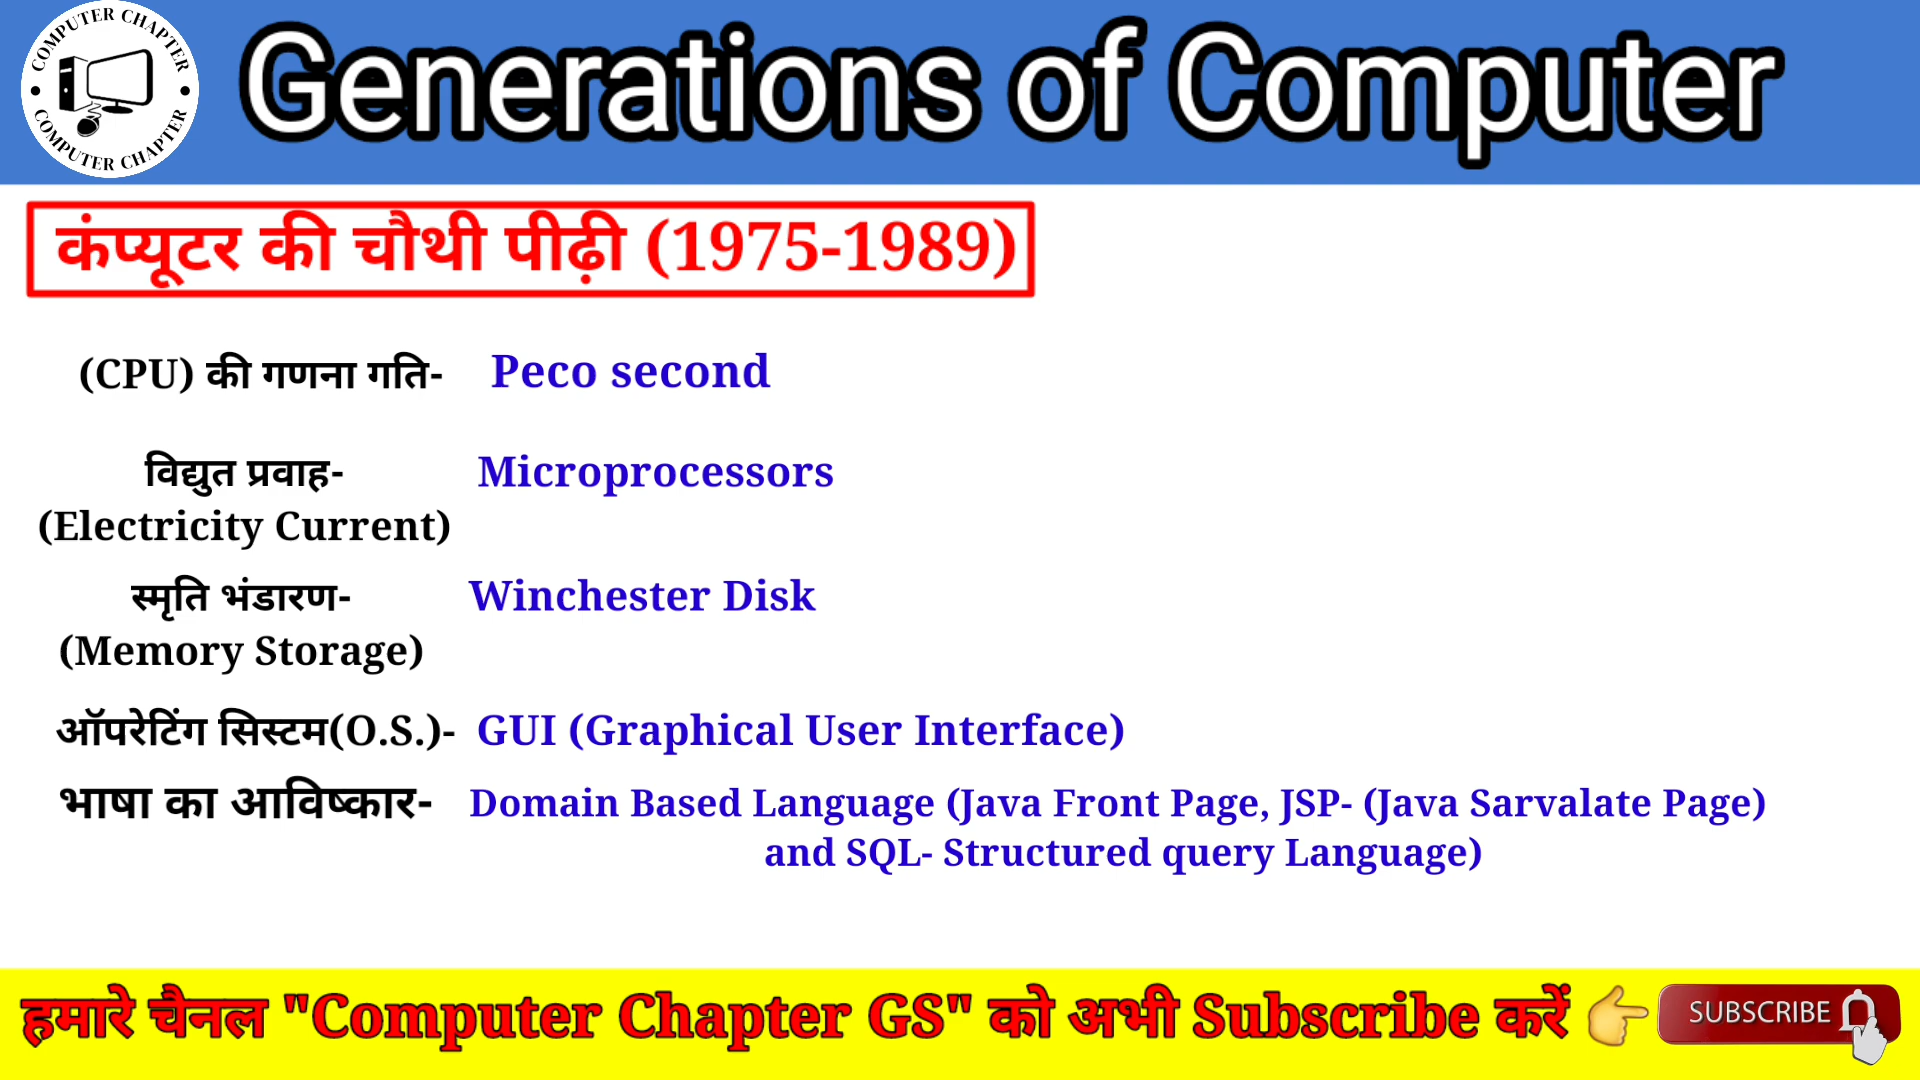 COMPUTER CHAPTER
COMPUTER CHAPTER
Generations of Computer
कंप्यूटर की चौथी पीढ़ी (1975-1989)
(CPU) की गणना गति- Peco second
विद्युत प्रवाह- Microprocessors
(Electricity Current)
स्मृति भंडारण- Winchester Disk
(Memory Storage)
ऑपरेटिंग सिस्टम(O.S.)- GUI (Graphical User Interface)
भाषा का आविष्कार- Domain Based Language (Java Front Page, JSP- (Java Sarvalate Page)
and SQL- Structured query Language)
हमारे चैनल "Computer Chapter GS" को अभी Subscribe करें SUBSCRIBE